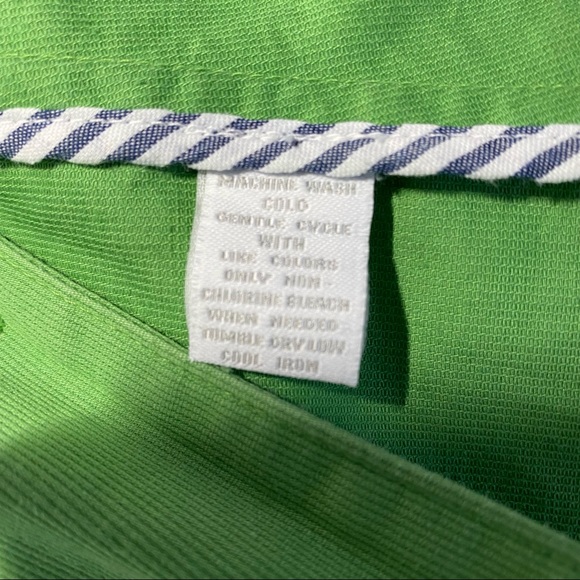 MACHINE WASH
COLD
GENTLE CYCLE
WITH
LIKE COLORS
ONLY NON-
CHLORINE BLEACH
WHEN NEEDED
TUMBLE DRY LOW
COOL IRON